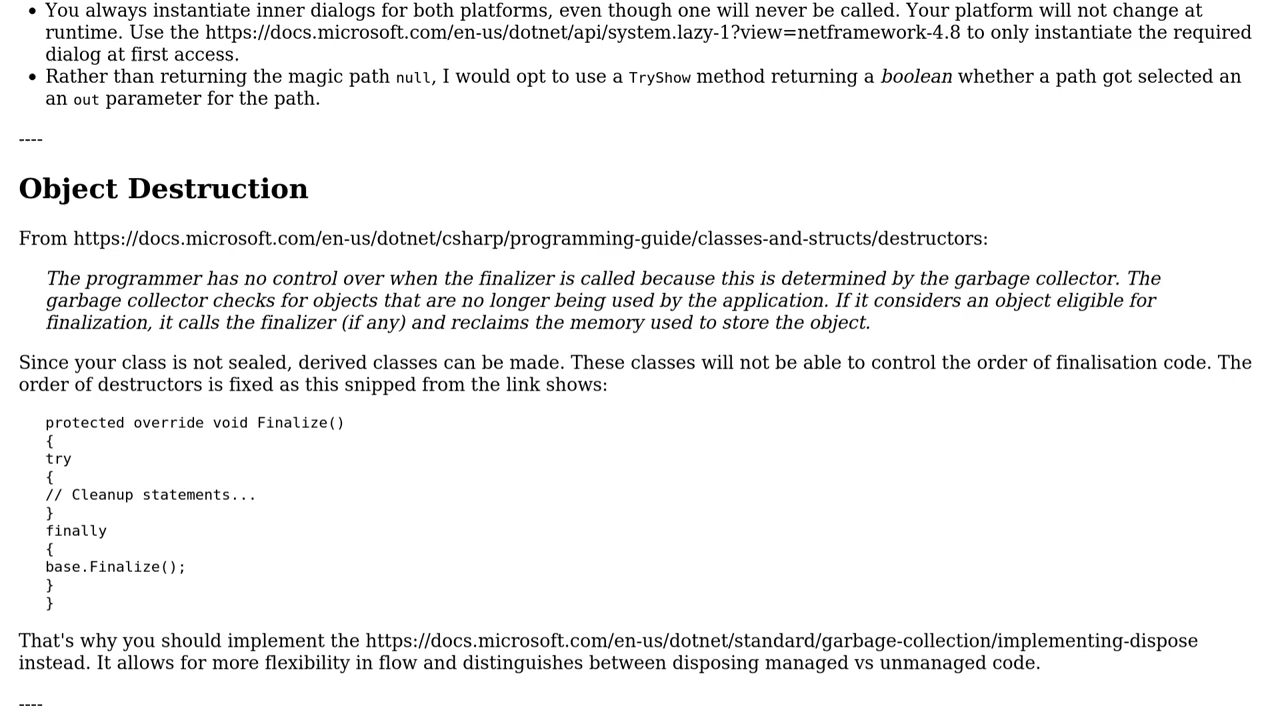 • You always instantiate inner dialogs for both platforms, even though one will never be called. Your platform will not change at
runtime. Use the https://docs.microsoft.com/en-us/dotnet/api/system.lazy-1?view=netframework-4.8 to only instantiate the required
dialog at first access.
• Rather than returning the magic path null, I would opt to use a TryShow method returning a boolean whether a path got selected an
an out parameter for the path.
----
Object Destruction
From https://docs.microsoft.com/en-us/dotnet/csharp/programming-guide/classes-and-structs/destructors:
The programmer has no control over when the finalizer is called because this is determined by the garbage collector. The
garbage collector checks for objects that are no longer being used by the application. If it considers an object eligible for
finalization, it calls the finalizer (if any) and reclaims the memory used to store the object.
Since your class is not sealed, derived classes can be made. These classes will not be able to control the order of finalisation code. The
order of destructors is fixed as this snipped from the link shows:
protected override void Finalize()
{
try
{
// Cleanup statements...
}
finally
{
base.Finalize();
}
}
That's why you should implement the https://docs.microsoft.com/en-us/dotnet/standard/garbage-collection/implementing-dispose
instead. It allows for more flexibility in flow and distinguishes between disposing managed vs unmanaged code.
----